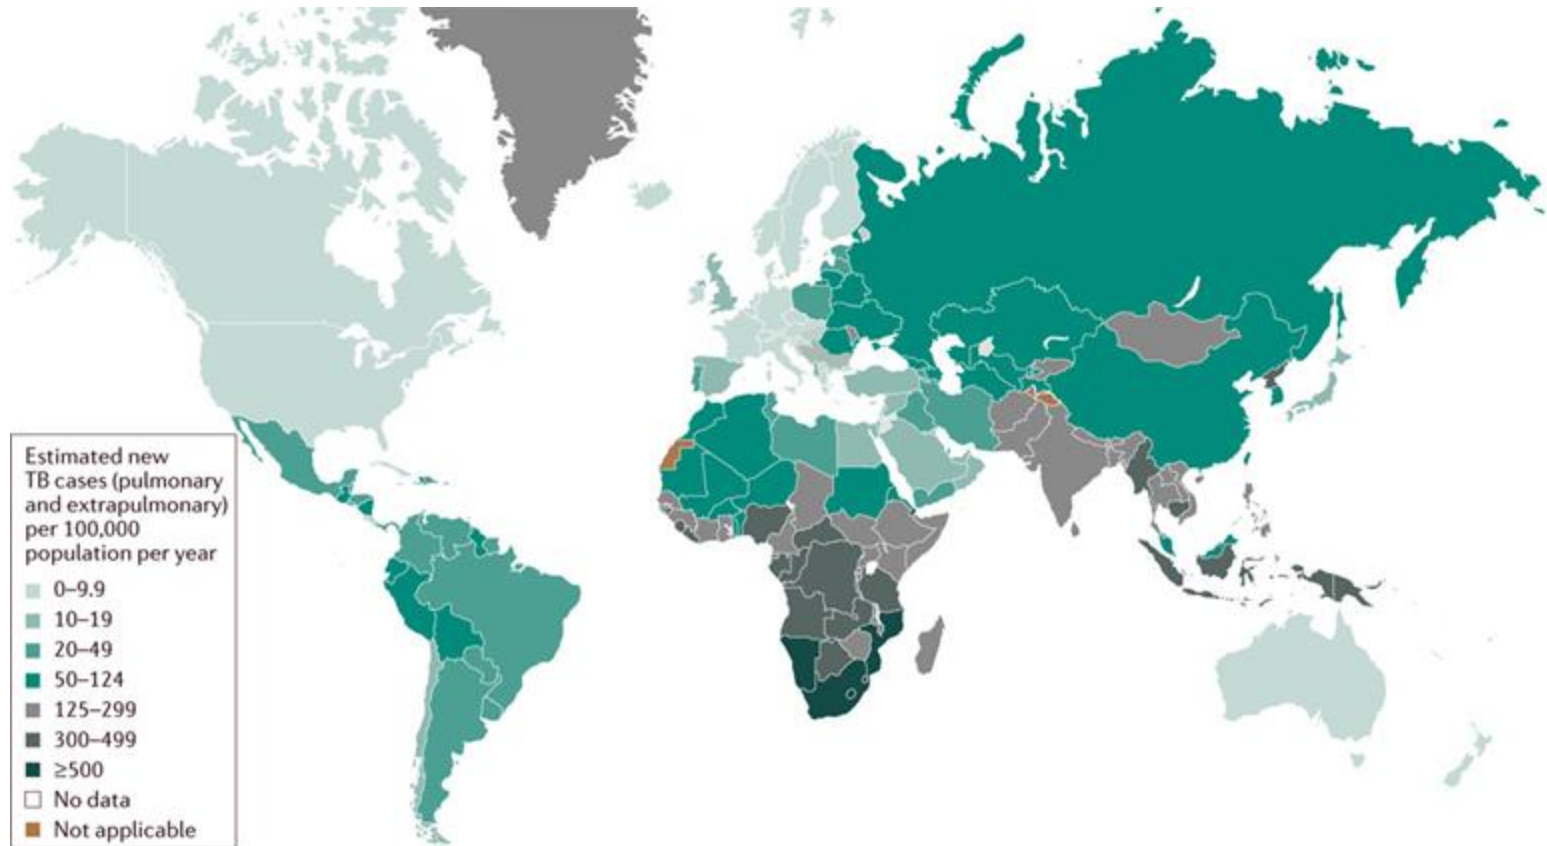 Estimated new
TB cases (pulmonary
and extrapulmonary)
per 100,000
population per year
0–9.9
10–19
20–49
50–124
125–299
300–499
≥500
No data
Not applicable